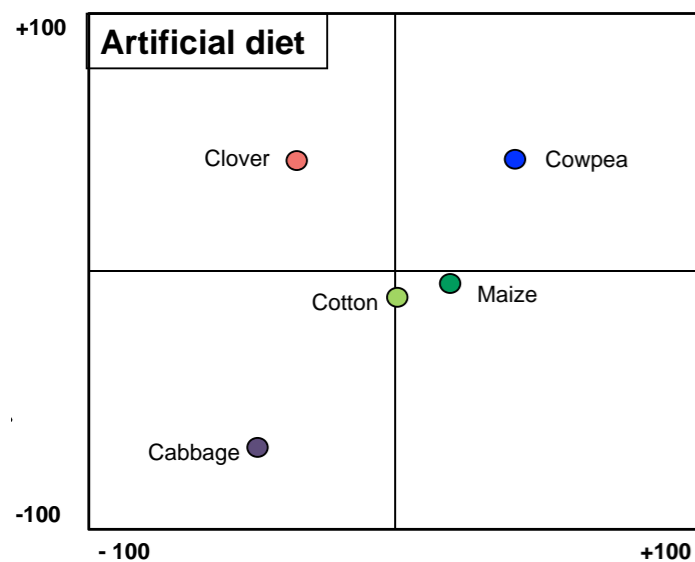 +100
Artificial diet
Clover
Cowpea
Cotton
Maize
Cabbage
-100
- 100
+100